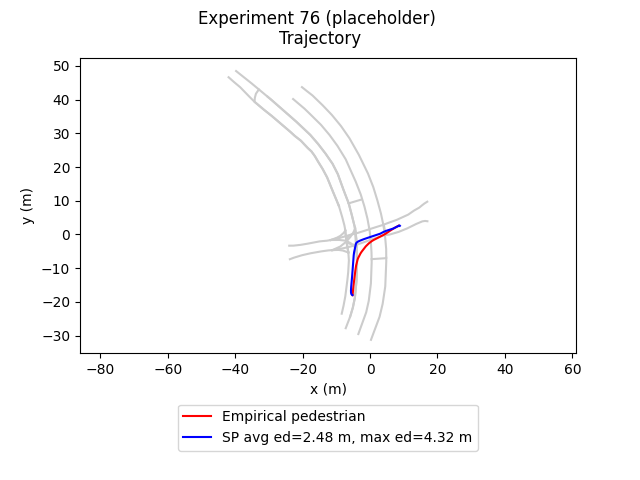 Experiment 76 (placeholder)
Trajectory
y (m)
50
40
30
20
10
0
−10
−20
−30
−80
−60
−40
−20
0
20
40
60
x (m)
Empirical pedestrian
SP avg ed=2.48 m, max ed=4.32 m